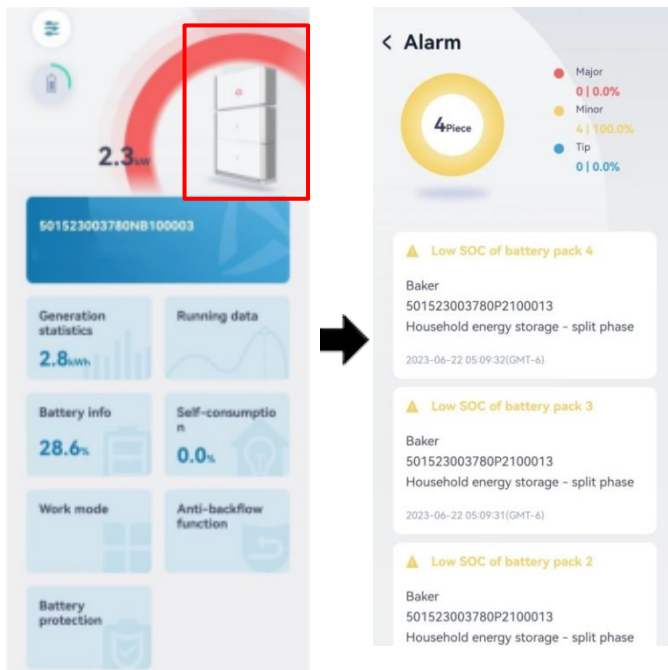 2.3kW
501523003780NB100003
Generation
statistics
2.8kWh
Running data
Battery info
28.6%
Self-consumptio
n
0.0%
Work mode
Anti-backflow
function
Battery
protection
< Alarm
4Piece
Major
0 | 0.0%
Minor
4 | 100.0%
Tip
0 | 0.0%
Low SOC of battery pack 4
Baker
501523003780P2100013
Household energy storage - split phase
2023-06-22 05:09:32(GMT-6)
Low SOC of battery pack 3
Baker
501523003780P2100013
Household energy storage - split phase
2023-06-22 05:09:31(GMT-6)
Low SOC of battery pack 2
Baker
501523003780P2100013
Household energy storage - split phase